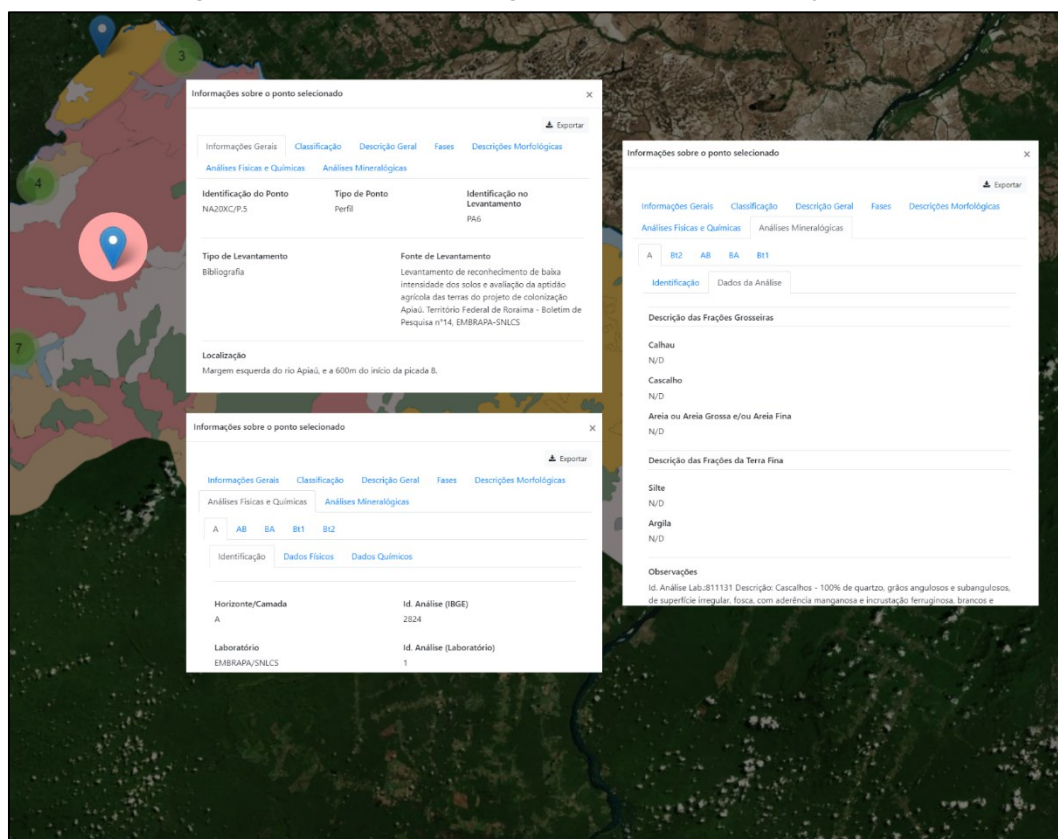 3
4
7
Informações sobre o ponto selecionado ×
Exportar
Informações Gerais Classificação Descrição Geral Fases Descrições Morfológicas
Análises Físicas e Químicas Análises Mineralógicas
Identificação do Ponto Tipo de Ponto Identificação no
Levantamento
NA20XC/P.5 Perfil
PA6
Tipo de Levantamento Fonte de Levantamento
Bibliografia Levantamento de reconhecimento de baixa
intensidade dos solos e avaliação da aptidão
agrícola das terras do projeto de colonização
Apiaú. Território Federal de Roraima - Boletim de
Pesquisa n°14, EMBRAPA-SNLCS
Localização
Margem esquerda do rio Apiaú, e a 600m do início da picada 8.
Informações sobre o ponto selecionado ×
Exportar
Informações Gerais Classificação Descrição Geral Fases Descrições Morfológicas
Análises Físicas e Químicas Análises Mineralógicas
A AB BA Bt1 Bt2
Identificação Dados Físicos Dados Químicos
Horizonte/Camada Id. Análise (IBGE)
A 2824
Laboratório Id. Análise (Laboratório)
EMBRAPA/SNLCS 1
Informações sobre o ponto selecionado ×
Exportar
Informações Gerais Classificação Descrição Geral Fases Descrições Morfológicas
Análises Físicas e Químicas Análises Mineralógicas
A Bt2 AB BA Bt1
Identificação Dados da Análise
Descrição das Frações Grosseiras
Calhau
N/D
Cascalho
N/D
Areia ou Areia Grossa e/ou Areia Fina
N/D
Descrição das Frações da Terra Fina
Silte
N/D
Argila
N/D
Observações
Id. Análise Lab.:811131 Descrição: Cascalhos - 100% de quartzo, grãos angulosos e subangulosos,
de superfície irregular, fosca, com aderência manganosa e incrustação ferruginosa, brancos e